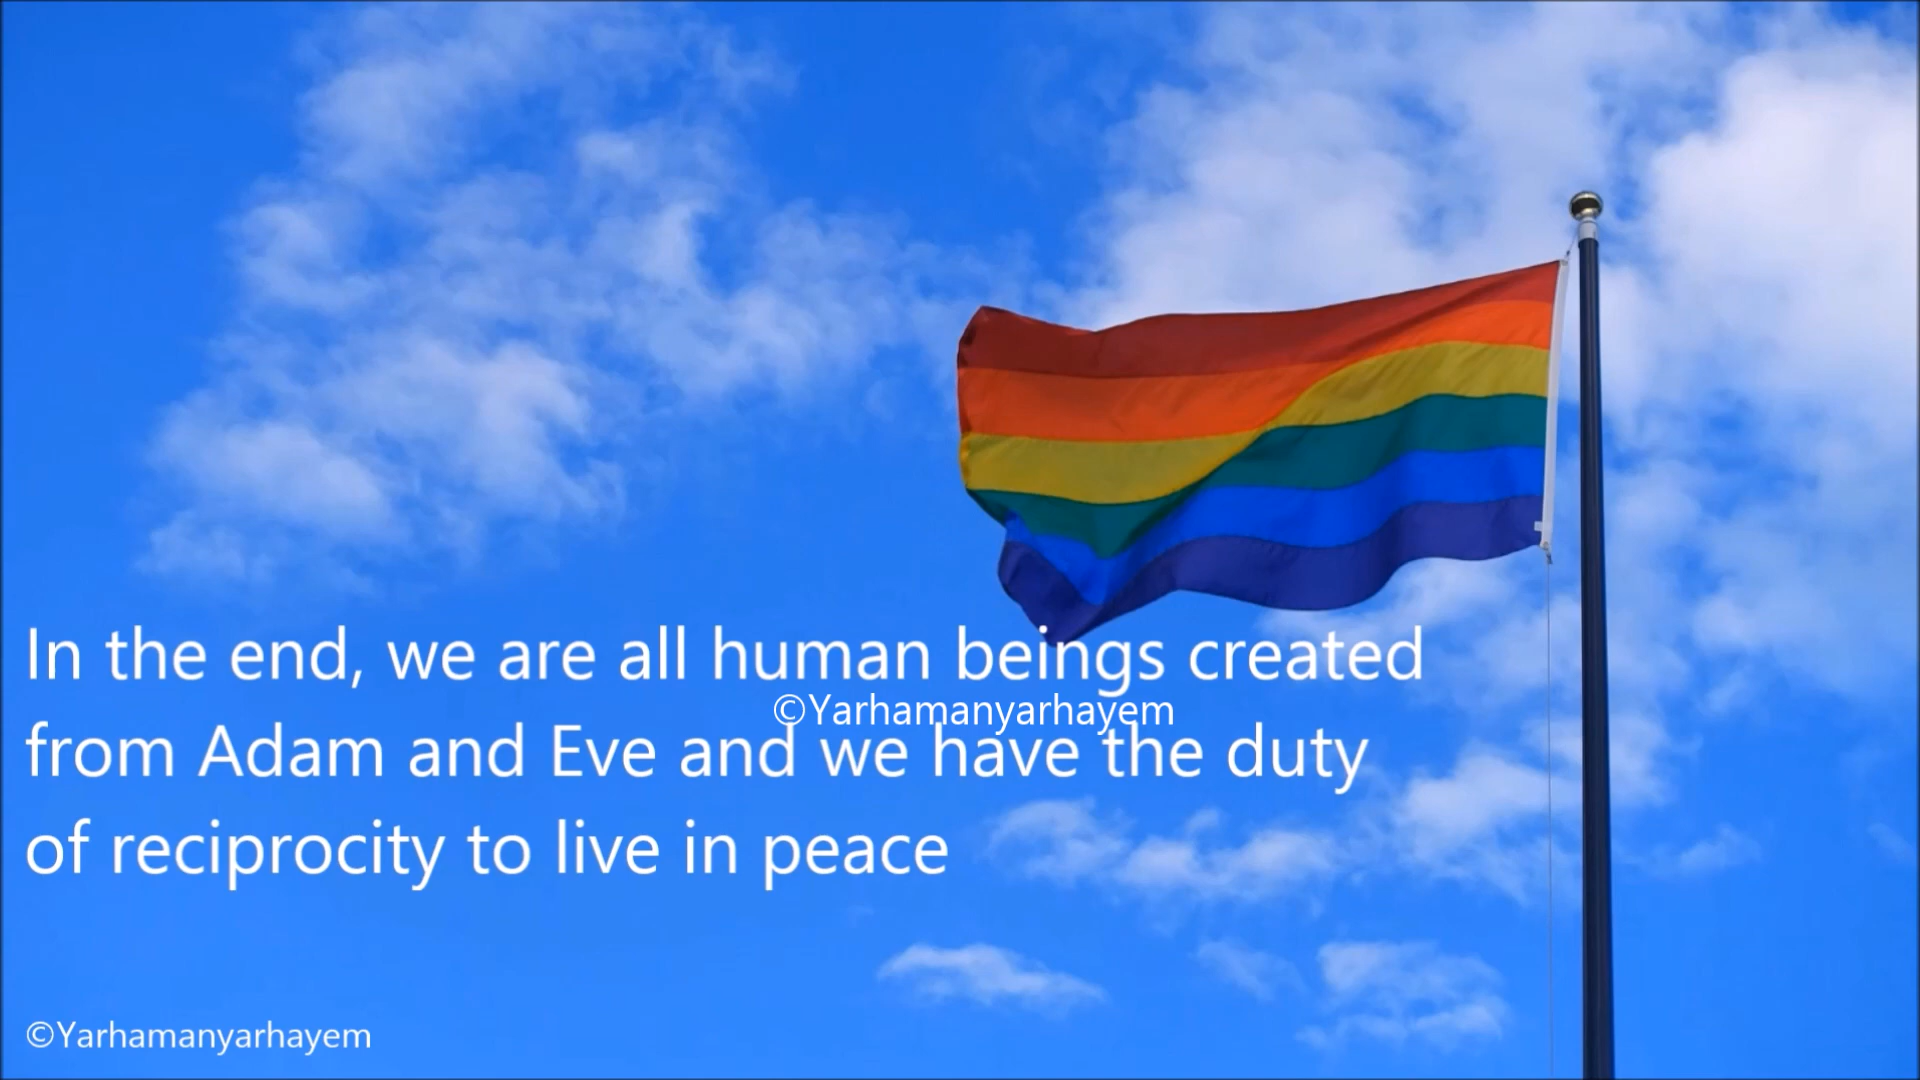 In the end, we are all human beings created
©Yarhamanyarhayem
from Adam and Eve and we have the duty
of reciprocity to live in peace
©Yarhamanyarhayem